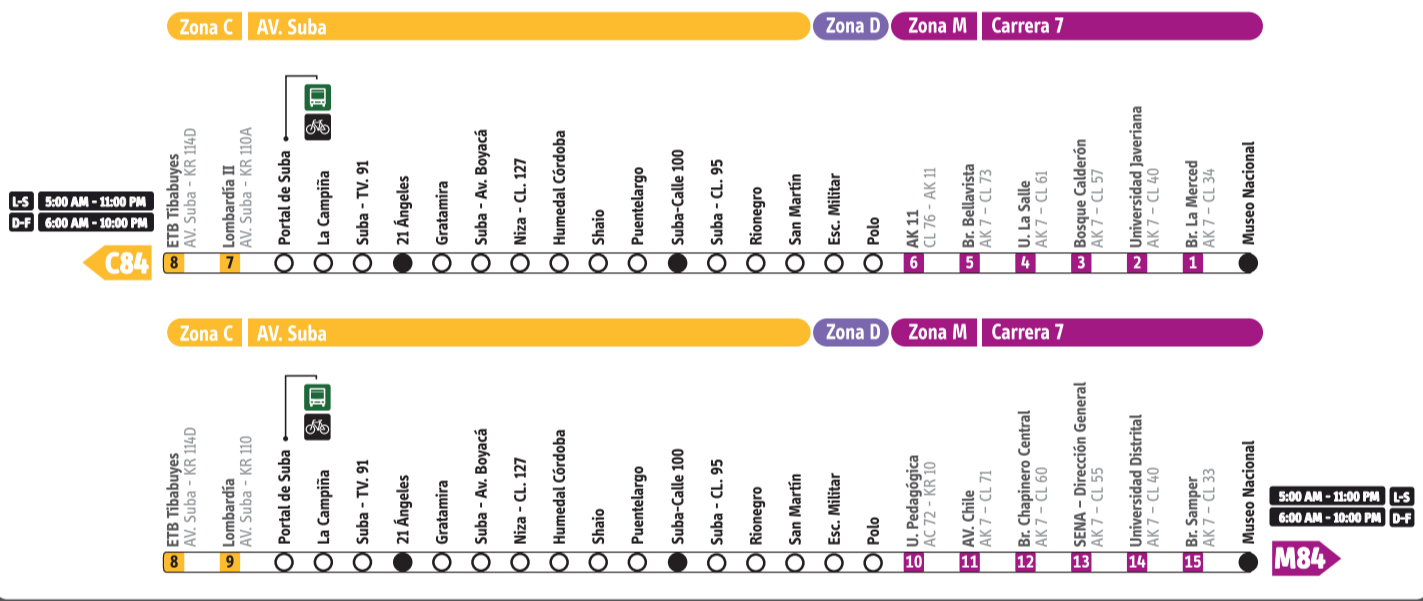 Zona C AV. Suba Zona D Zona M Carrera 7
L-S 5:00 AM - 11:00 PM
D-F 6:00 AM - 10:00 PM
C84
ETB Tibabuyes
AV. Suba - KR 114D
Lombardía II
AV. Suba - KR 110A
Portal de Suba
La Campiña
Suba - TV. 91
21 Ángeles
Gratamira
Suba - Av. Boyacá
Niza - CL. 127
Humedal Córdoba
Shaio
Puentelargo
Suba-Calle 100
Suba - CL. 95
Rionegro
San Martín
Esc. Militar
Polo
AK 11
CL 76 - AK 11
Br. Bellavista
AK 7 - CL 73
U. La Salle
AK 7 - CL 61
Bosque Calderón
AK 7 - CL 57
Universidad Javeriana
AK 7 - CL 40
Br. La Merced
AK 7 - CL 34
Museo Nacional
8 7 6 5 4 3 2 1
Zona C AV. Suba Zona D Zona M Carrera 7
ETB Tibabuyes
AV. Suba - KR 114D
Lombardía
AV. Suba - KR 110
Portal de Suba
La Campiña
Suba - TV. 91
21 Ángeles
Gratamira
Suba - Av. Boyacá
Niza - CL. 127
Humedal Córdoba
Shaio
Puentelargo
Suba-Calle 100
Suba - CL. 95
Rionegro
San Martín
Esc. Militar
Polo
U. Pedagógica
AC 72 - KR 10
AV. Chile
AK 7 - CL 71
Br. Chapinero Central
AK 7 - CL 60
SENA - Dirección General
AK 7 - CL 55
Universidad Distrital
AK 7 - CL 40
Br. Samper
AK 7 - CL 33
Museo Nacional
8 9 10 11 12 13 14 15
5:00 AM - 11:00 PM L-S
6:00 AM - 10:00 PM D-F
M84